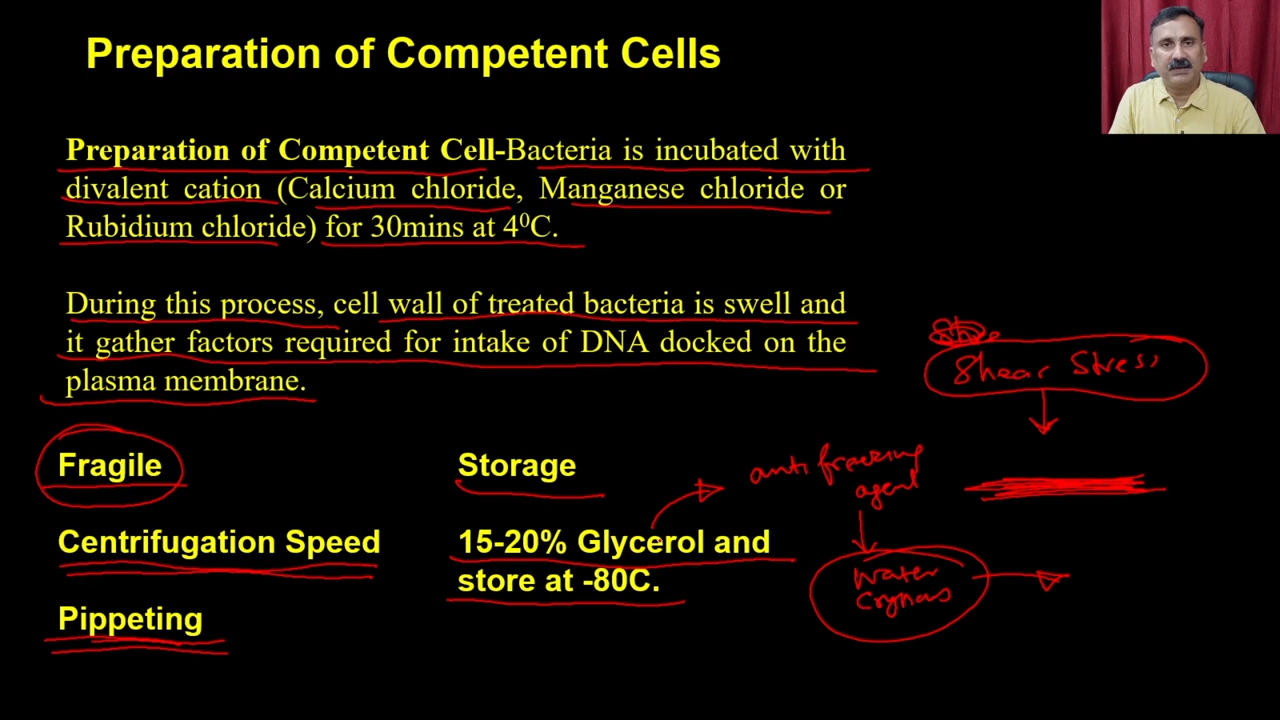 Preparation of Competent Cells
Preparation of Competent Cell-Bacteria is incubated with
divalent cation (Calcium chloride, Manganese chloride or
Rubidium chloride) for 30mins at 4⁰C.
During this process, cell wall of treated bacteria is swell and
it gather factors required for intake of DNA docked on the
plasma membrane.
Shear Stress
Fragile
Storage
anti freezing
agent
Centrifugation Speed
15-20% Glycerol and
store at -80C.
Water
Pippeting